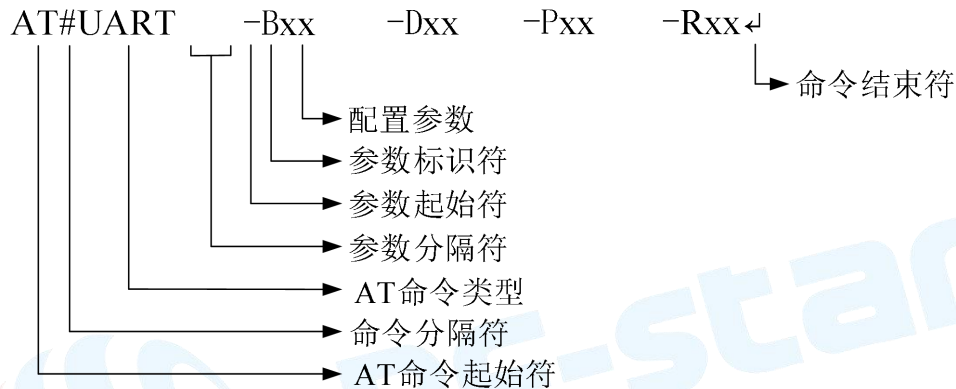 AT#UART -Bxx -Dxx -Pxx -Rxx↲
命令结束符
配置参数
参数标识符
参数起始符
参数分隔符
AT命令类型
命令分隔符
AT命令起始符